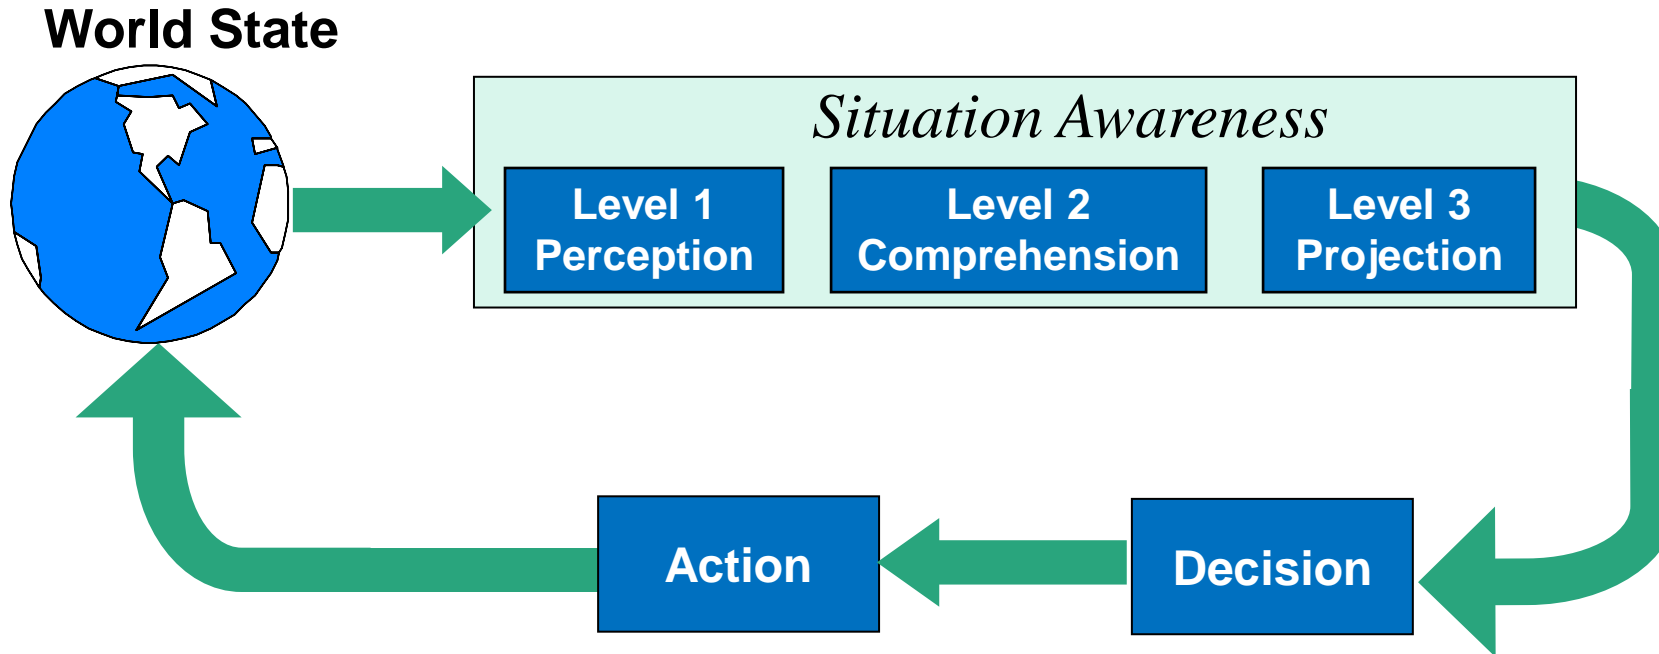 World State
Situation Awareness
Level 1
Perception
Level 2
Comprehension
Level 3
Projection
Action
Decision